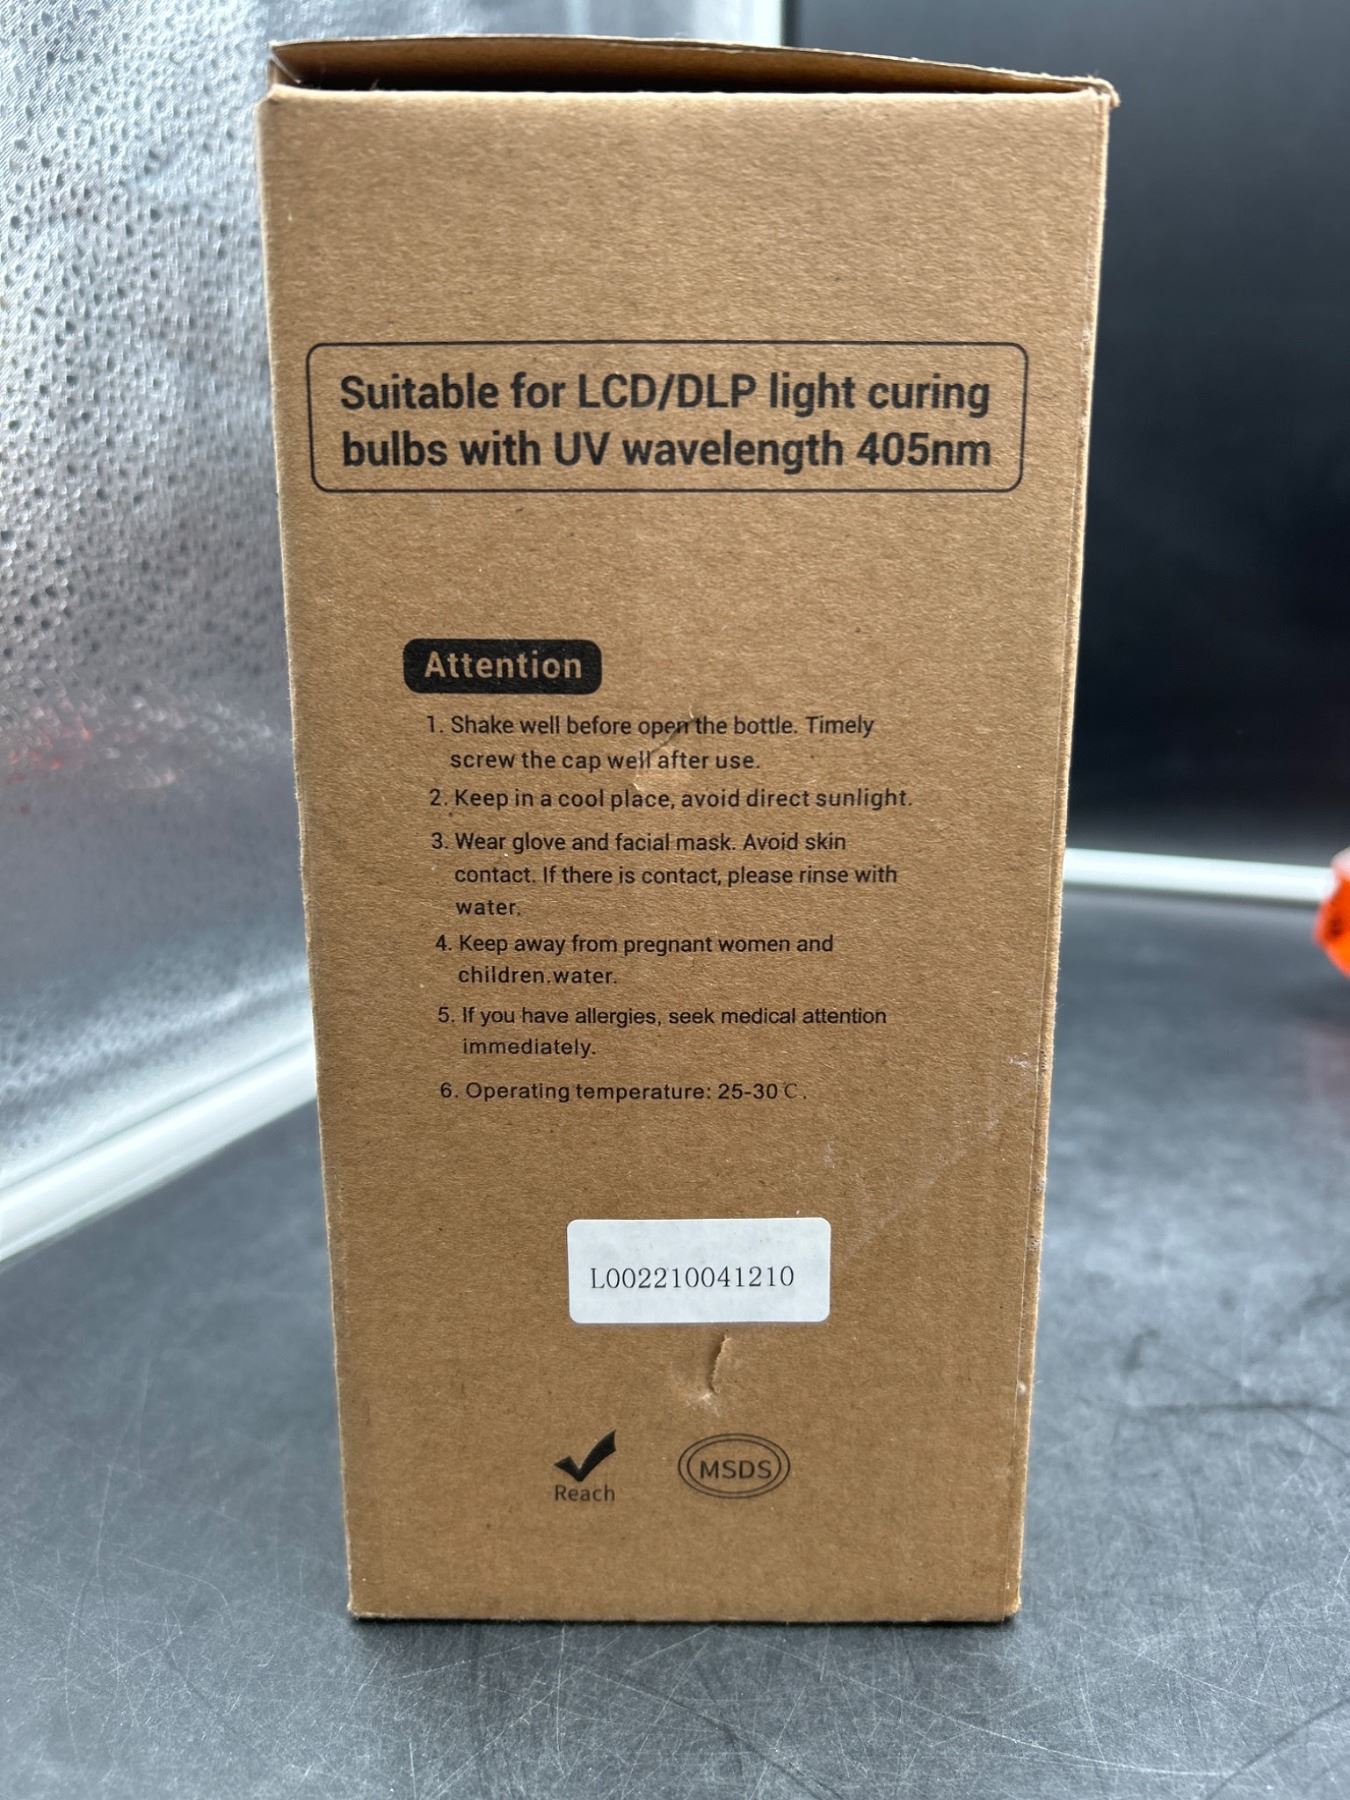 Suitable for LCD/DLP light curing
bulbs with UV wavelength 405nm
Attention
1. Shake well before open the bottle. Timely
screw the cap well after use.
2. Keep in a cool place, avoid direct sunlight.
3. Wear glove and facial mask. Avoid skin
contact. If there is contact, please rinse with
water.
4. Keep away from pregnant women and
children.water.
5. If you have allergies, seek medical attention
immediately.
6. Operating temperature: 25-30℃.
L002210041210
Reach
MSDS